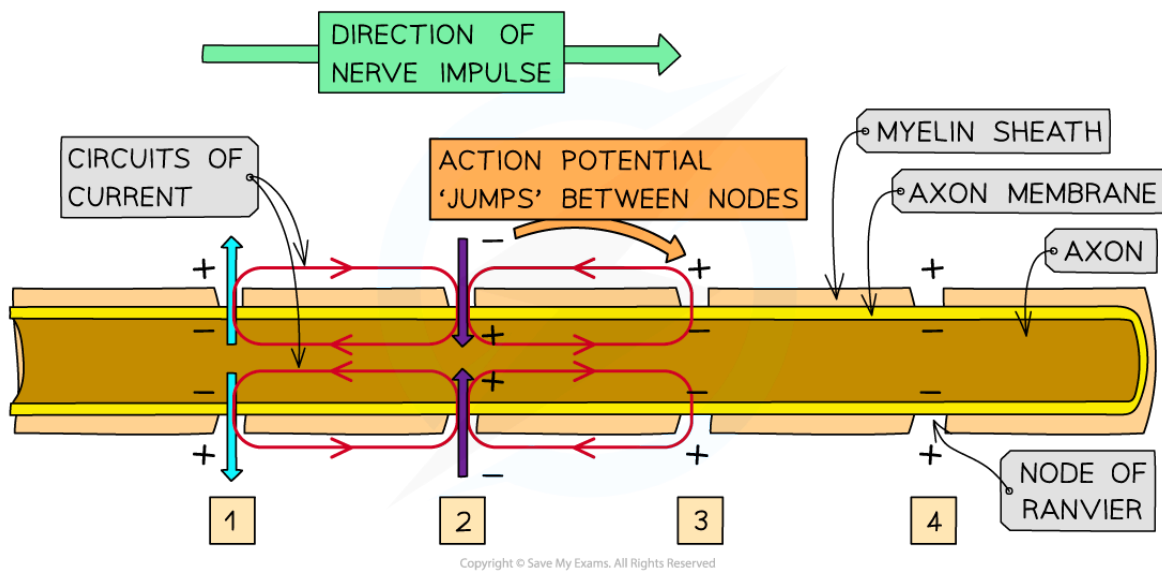 DIRECTION OF
NERVE IMPULSE
CIRCUITS OF
CURRENT
ACTION POTENTIAL
‘JUMPS’ BETWEEN NODES
MYELIN SHEATH
AXON MEMBRANE
AXON
+ − + +
− + − −
− + − −
+ − + +
NODE OF
RANVIER
1 2 3 4
Copyright © Save My Exams. All Rights Reserved